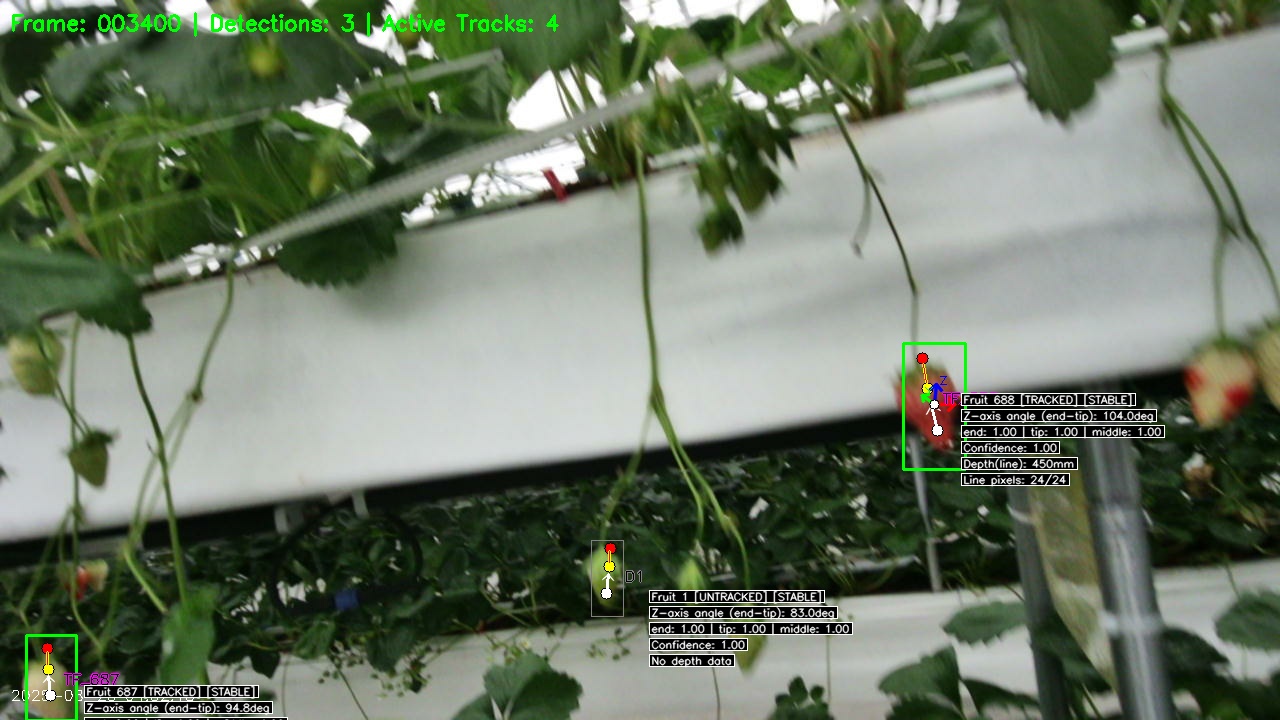 Frame: 003400 | Detections: 3 | Active Tracks: 4
Z
Fruit 688 [TRACKED] [STABLE]
Z-axis angle (end-tip): 104.0deg
end: 1.00 | tip: 1.00 | middle: 1.00
Confidence: 1.00
Depth(line): 450mm
Line pixels: 24/24
D1
Fruit 1 [UNTRACKED] [STABLE]
Z-axis angle (end-tip): 83.0deg
end: 1.00 | tip: 1.00 | middle: 1.00
Confidence: 1.00
No depth data
TF_687
Fruit 687 [TRACKED] [STABLE]
Z-axis angle (end-tip): 94.8deg